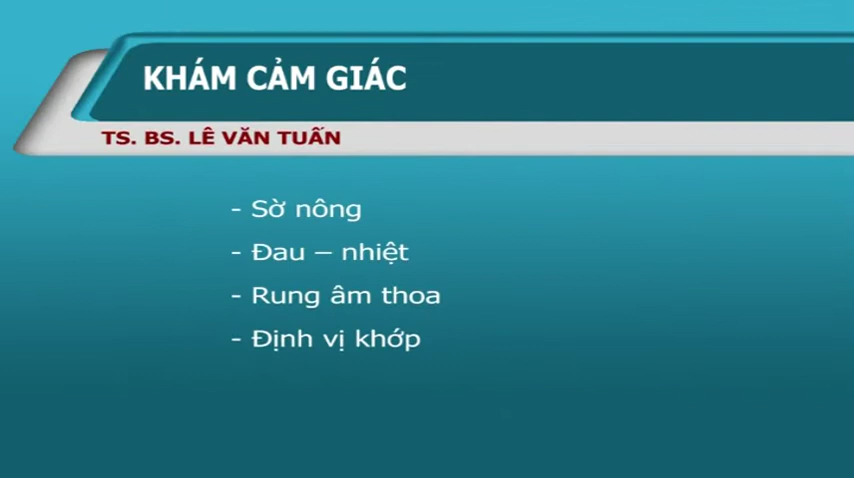 KHÁM CẢM GIÁC
TS. BS. LÊ VĂN TUẤN
- Sờ nông
- Đau – nhiệt
- Rung âm thoa
- Định vị khớp